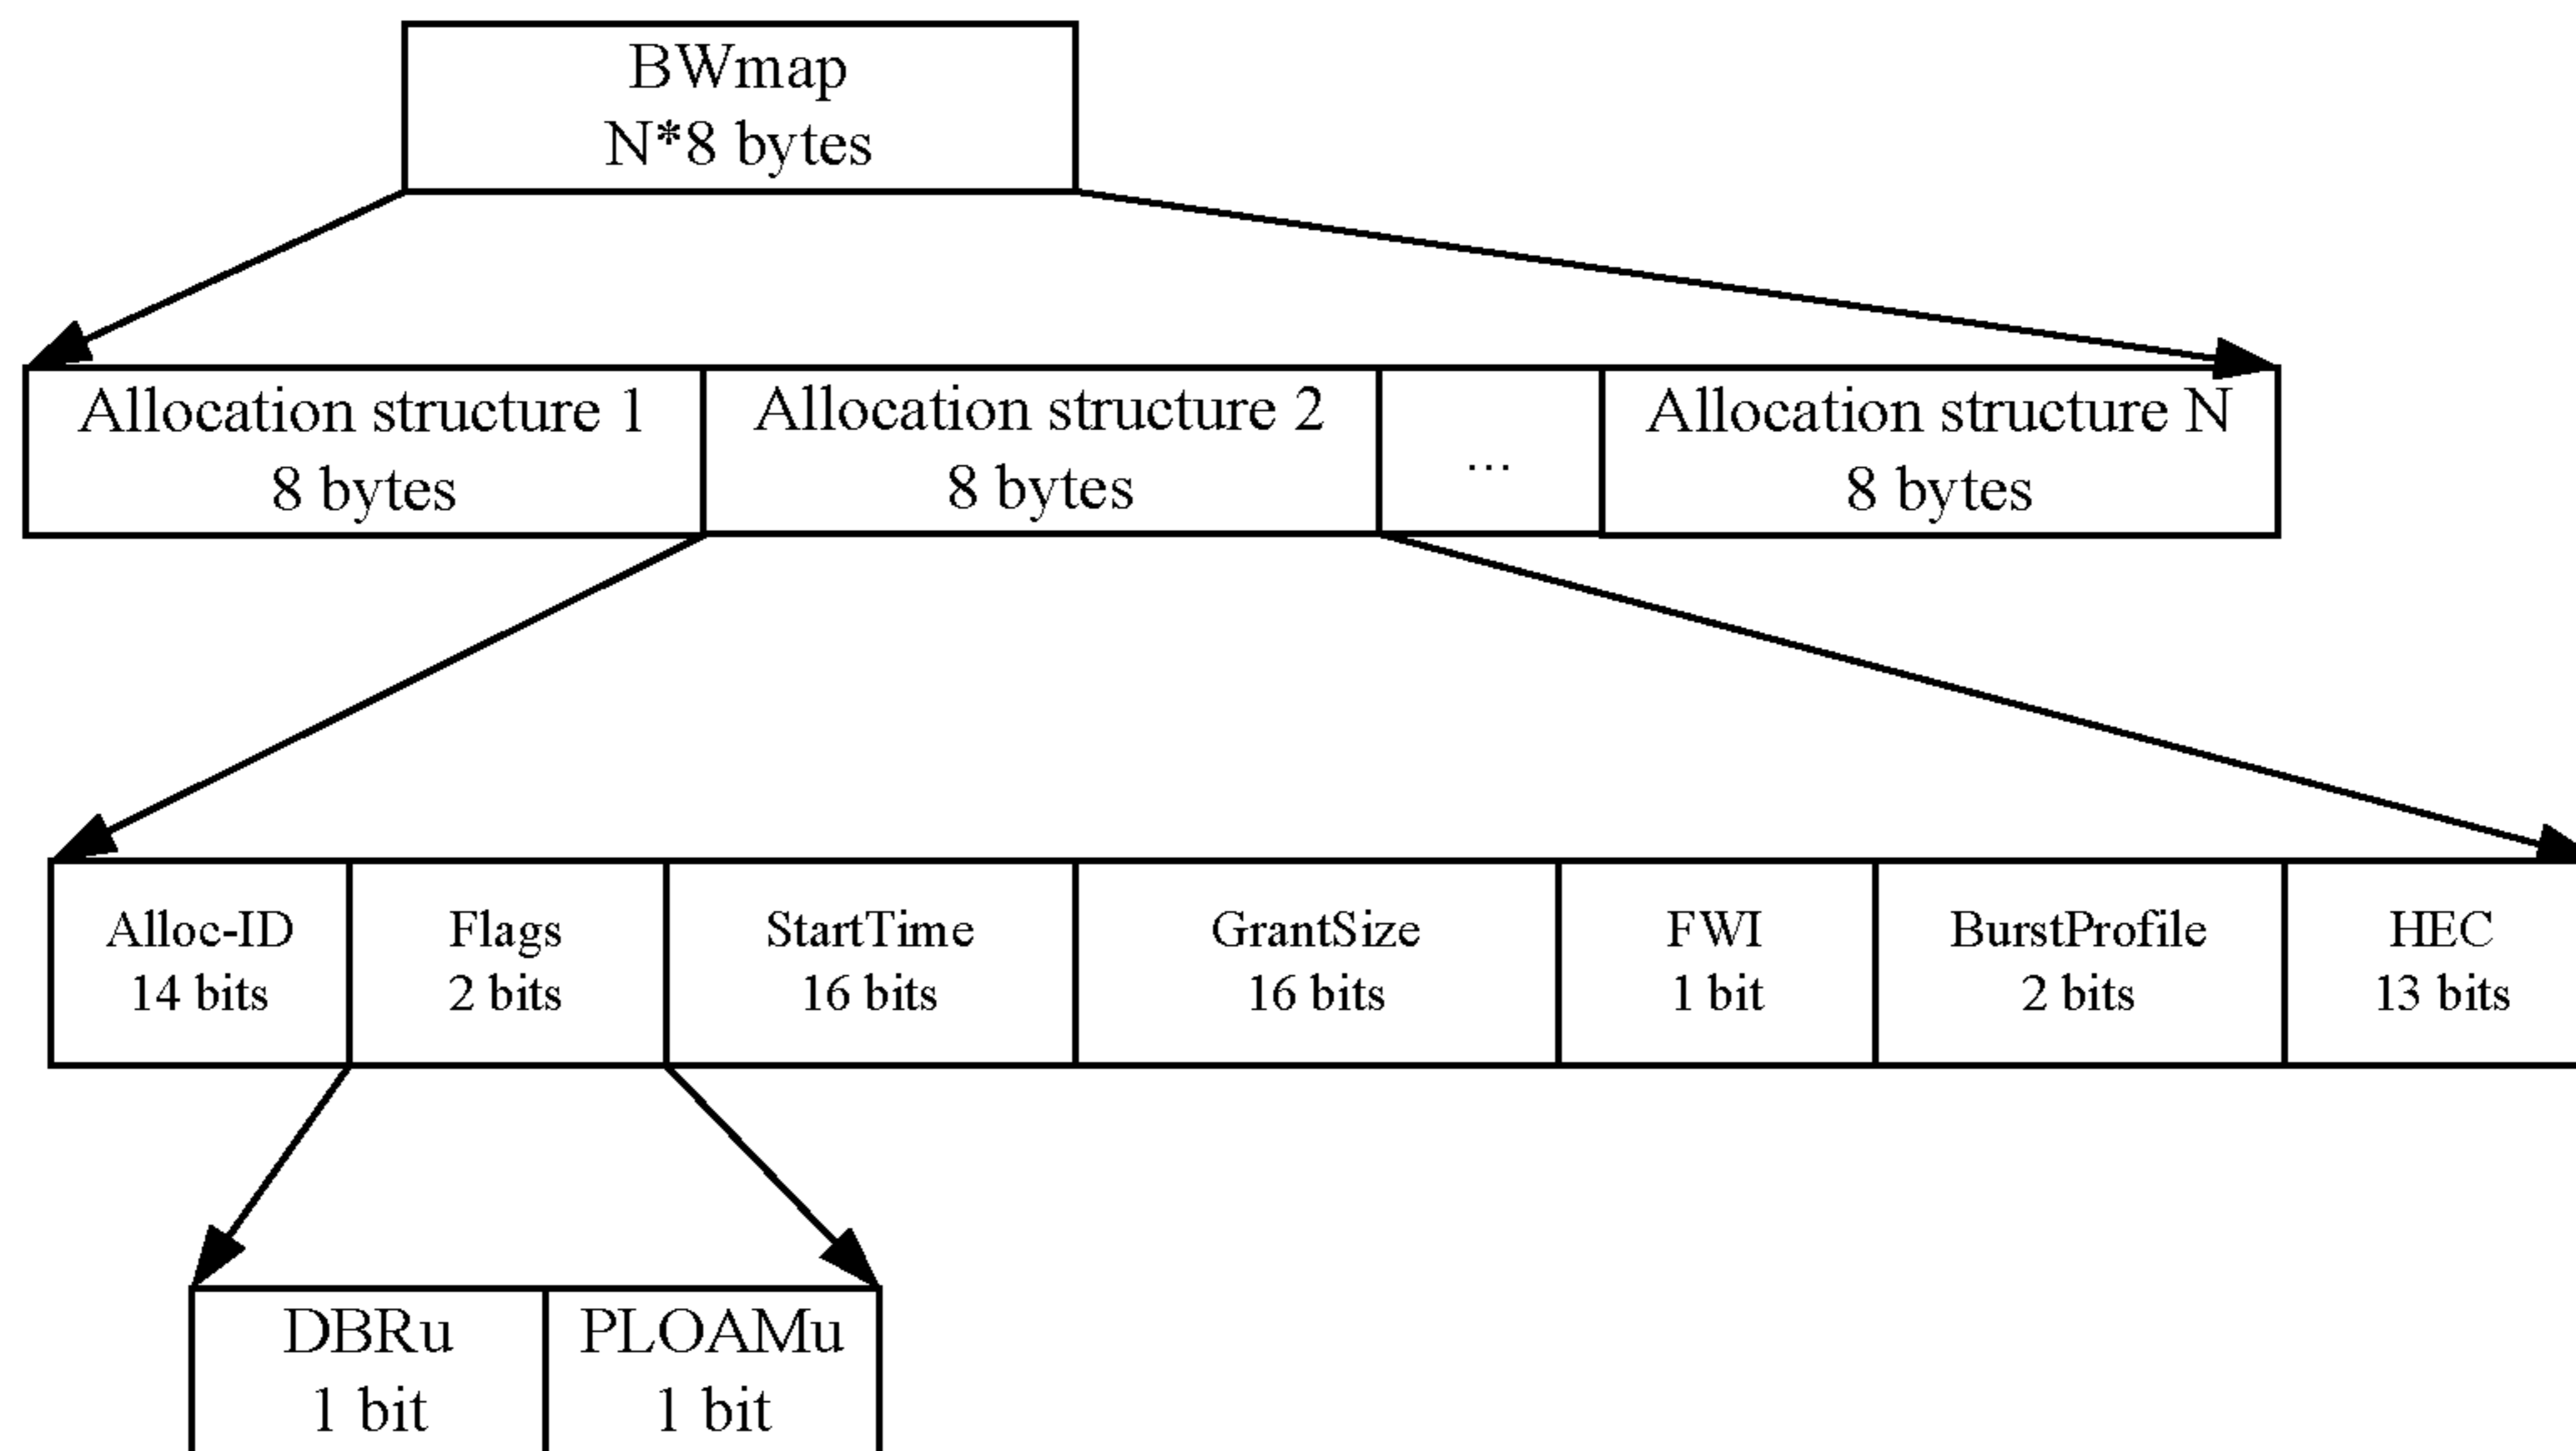 BWmap
N*8 bytes
Allocation structure 1
8 bytes
Allocation structure 2
8 bytes
...
Allocation structure N
8 bytes
Alloc-ID
14 bits
Flags
2 bits
StartTime
16 bits
GrantSize
16 bits
FWI
1 bit
BurstProfile
2 bits
HEC
13 bits
DBRu
1 bit
PLOAMu
1 bit